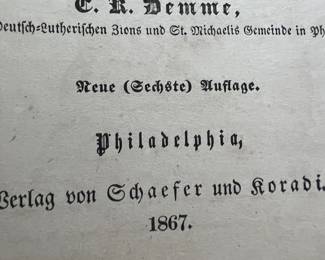 C. R. Demme,
Deutsch-Lutherischen Zions und St. Michaelis Gemeinde in Ph
Neue (Sechste) Auflage.
Philadelphia,
Verlag von Schaefer und Koradi.
1867.